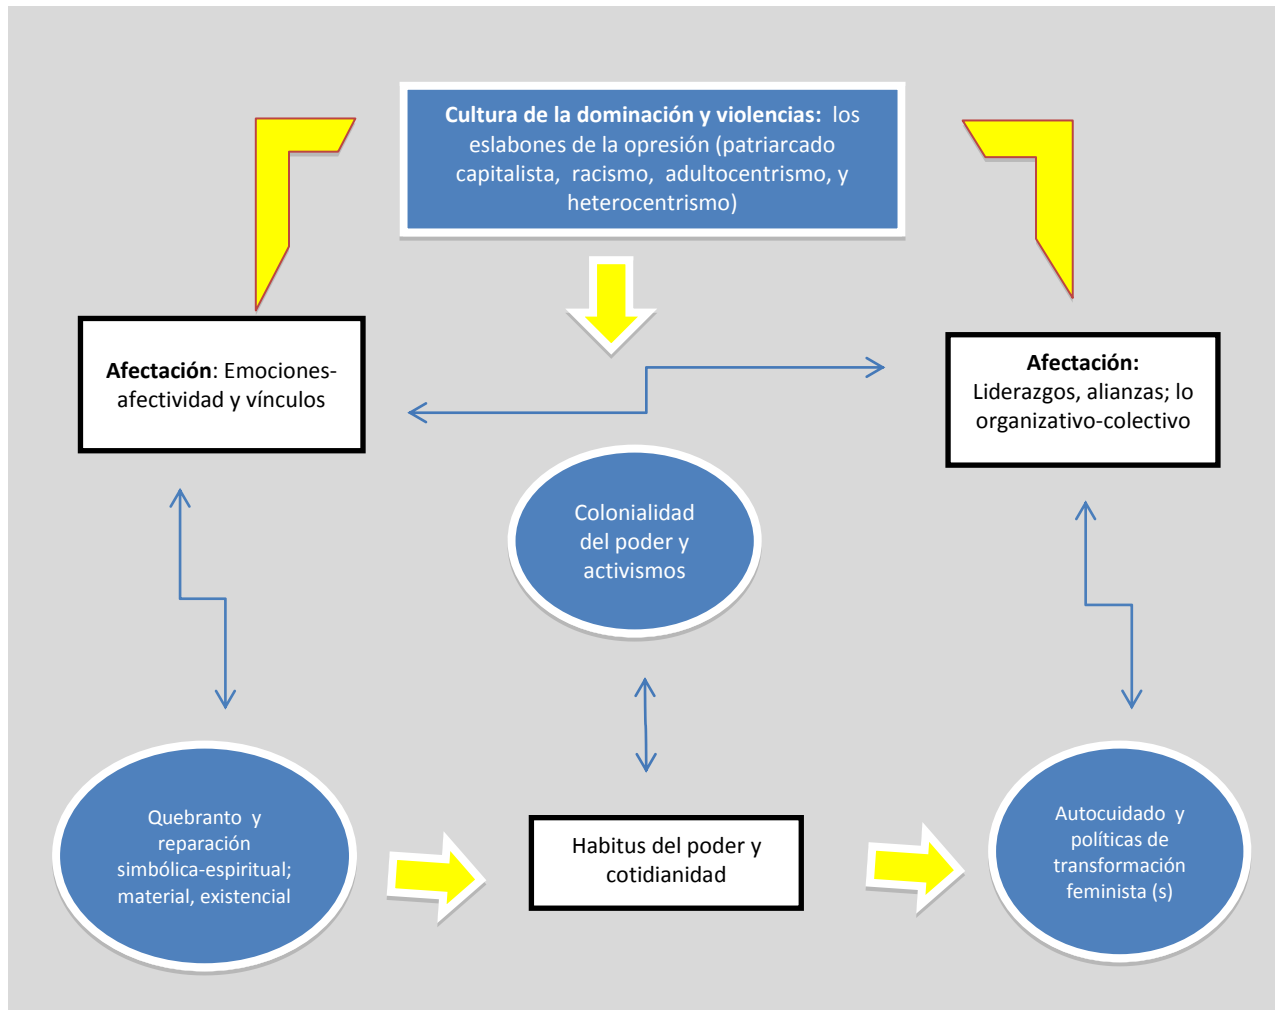 Cultura de la dominación y violencias: los
eslabones de la opresión (patriarcado
capitalista, racismo, adultocentrismo, y
heterocentrismo)
Afectación: Emociones-
afectividad y vínculos
Afectación:
Liderazgos, alianzas; lo
organizativo-colectivo
Colonialidad
del poder y
activismos
Quebranto y
reparación
simbólica-espiritual;
material, existencial
Habitus del poder y
cotidianidad
Autocuidado y
políticas de
transformación
feminista (s)